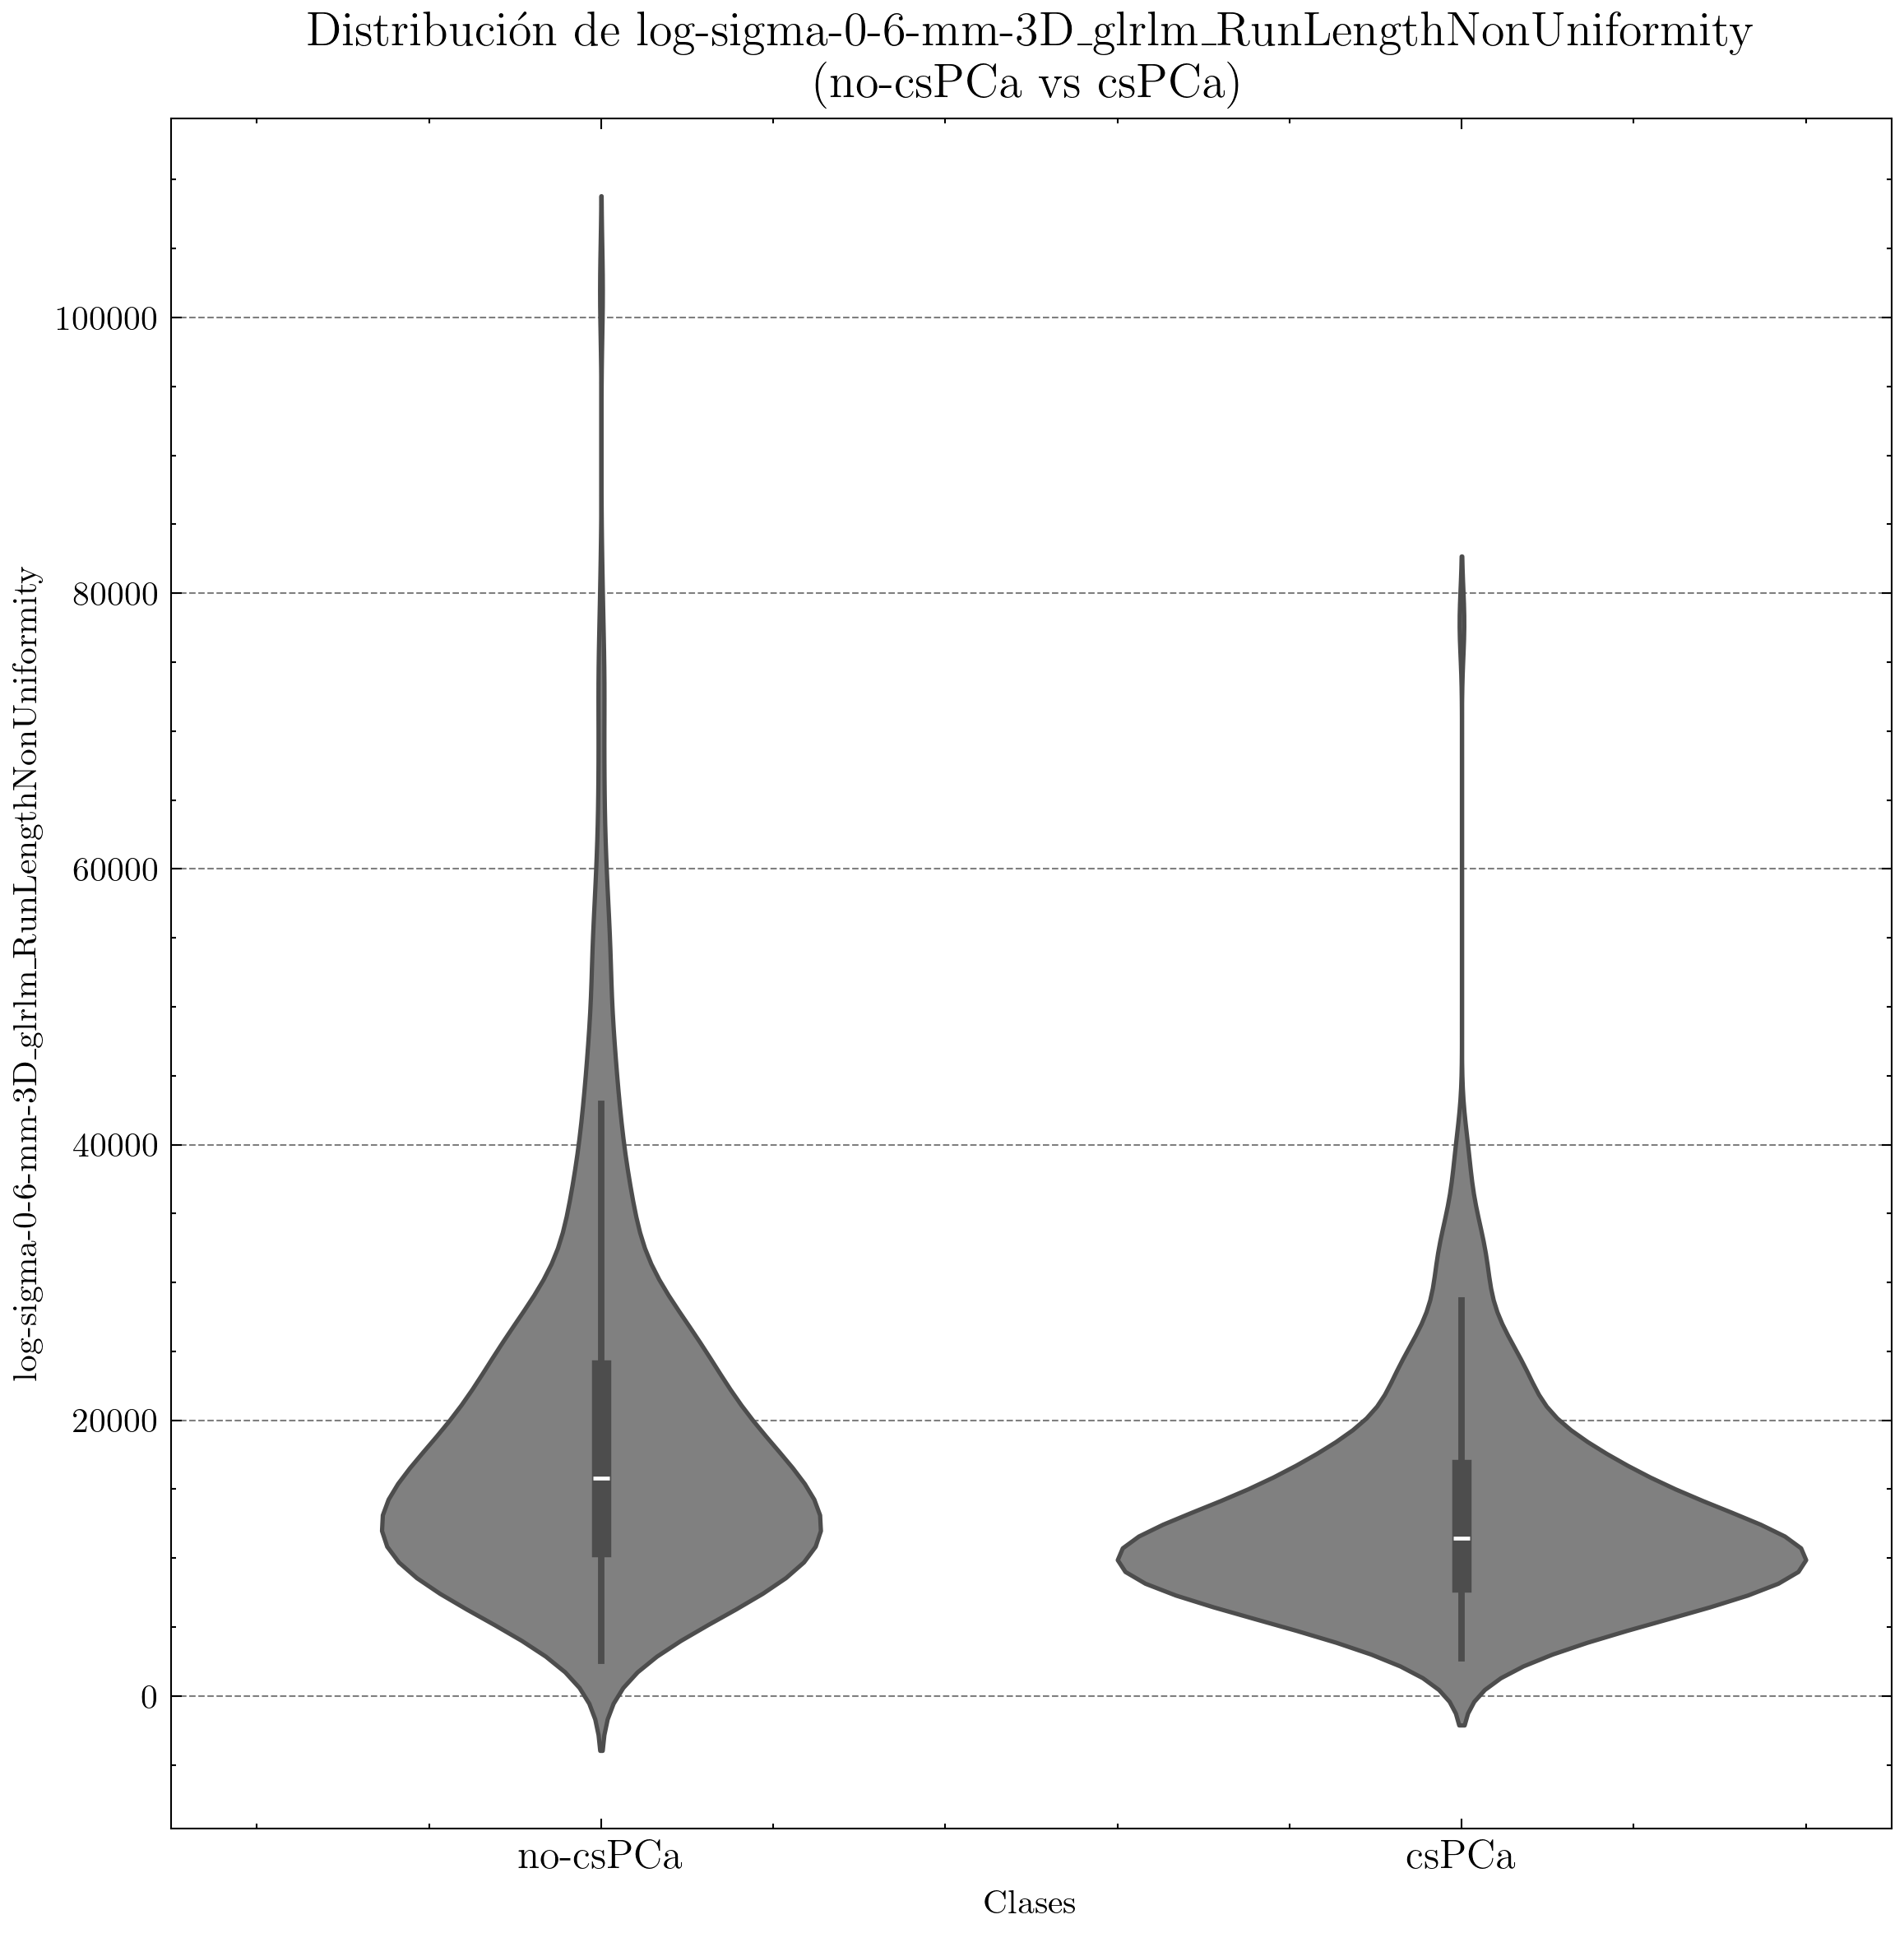 Distribución de log-sigma-0-6-mm-3D_glrlm_RunLengthNonUniformity
(no-csPCa vs csPCa)
log-sigma-0-6-mm-3D_glrlm_RunLengthNonUniformity
100000
80000
60000
40000
20000
0
no-csPCa
csPCa
Clases